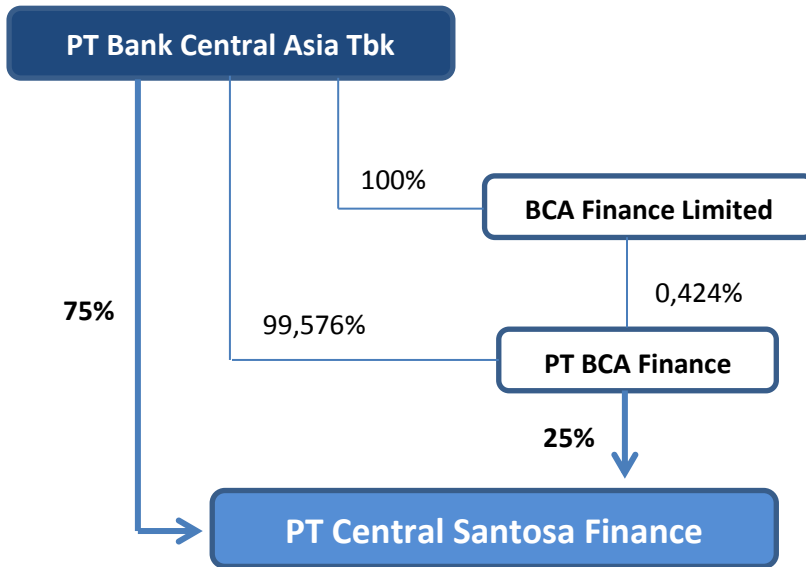 PT Bank Central Asia Tbk
100%
BCA Finance Limited
75%
0,424%
99,576%
PT BCA Finance
25%
PT Central Santosa Finance